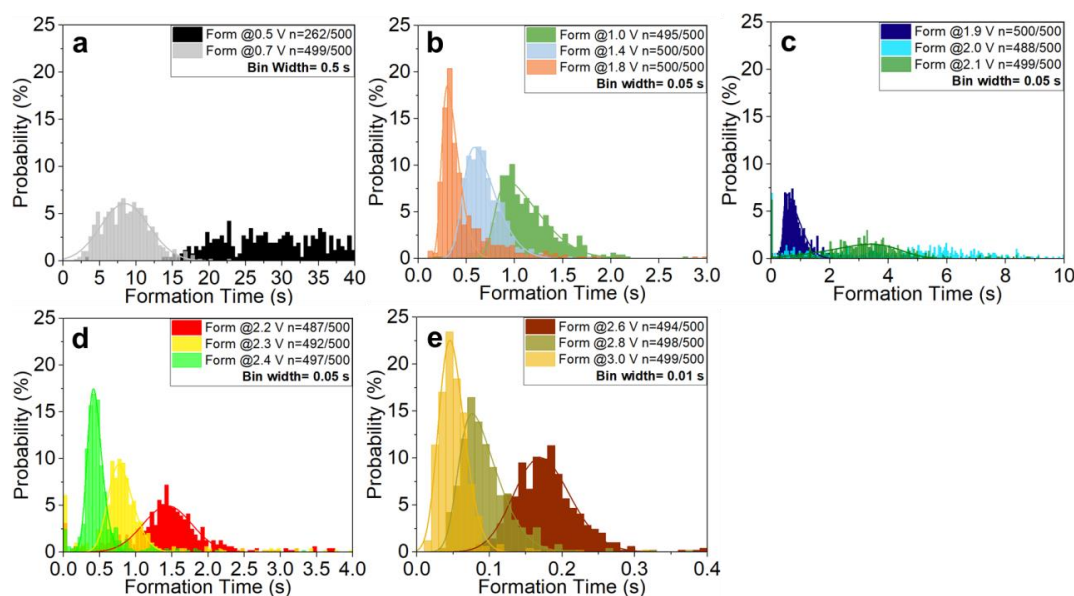 a
Form @0.5 V n=262/500
Form @0.7 V n=499/500
Bin Width= 0.5 s
25
20
15
10
5
0
Probability (%)
0 5 10 15 20 25 30 35 40
Formation Time (s)
b
Form @1.0 V n=495/500
Form @1.4 V n=500/500
Form @1.8 V n=500/500
Bin width= 0.05 s
25
20
15
10
5
0
Probability (%)
0.0 0.5 1.0 1.5 2.0 2.5 3.0
Formation Time (s)
c
Form @1.9 V n=500/500
Form @2.0 V n=488/500
Form @2.1 V n=499/500
Bin width= 0.05 s
25
20
15
10
5
0
Probability (%)
0 2 4 6 8 10
Formation Time (s)
d
Form @2.2 V n=487/500
Form @2.3 V n=492/500
Form @2.4 V n=497/500
Bin width= 0.05 s
25
20
15
10
5
0
Probability (%)
0.0 0.5 1.0 1.5 2.0 2.5 3.0 3.5 4.0
Formation Time (s)
e
Form @2.6 V n=494/500
Form @2.8 V n=498/500
Form @3.0 V n=499/500
Bin width= 0.01 s
25
20
15
10
5
0
Probability (%)
0.0 0.1 0.2 0.3 0.4
Formation Time (s)